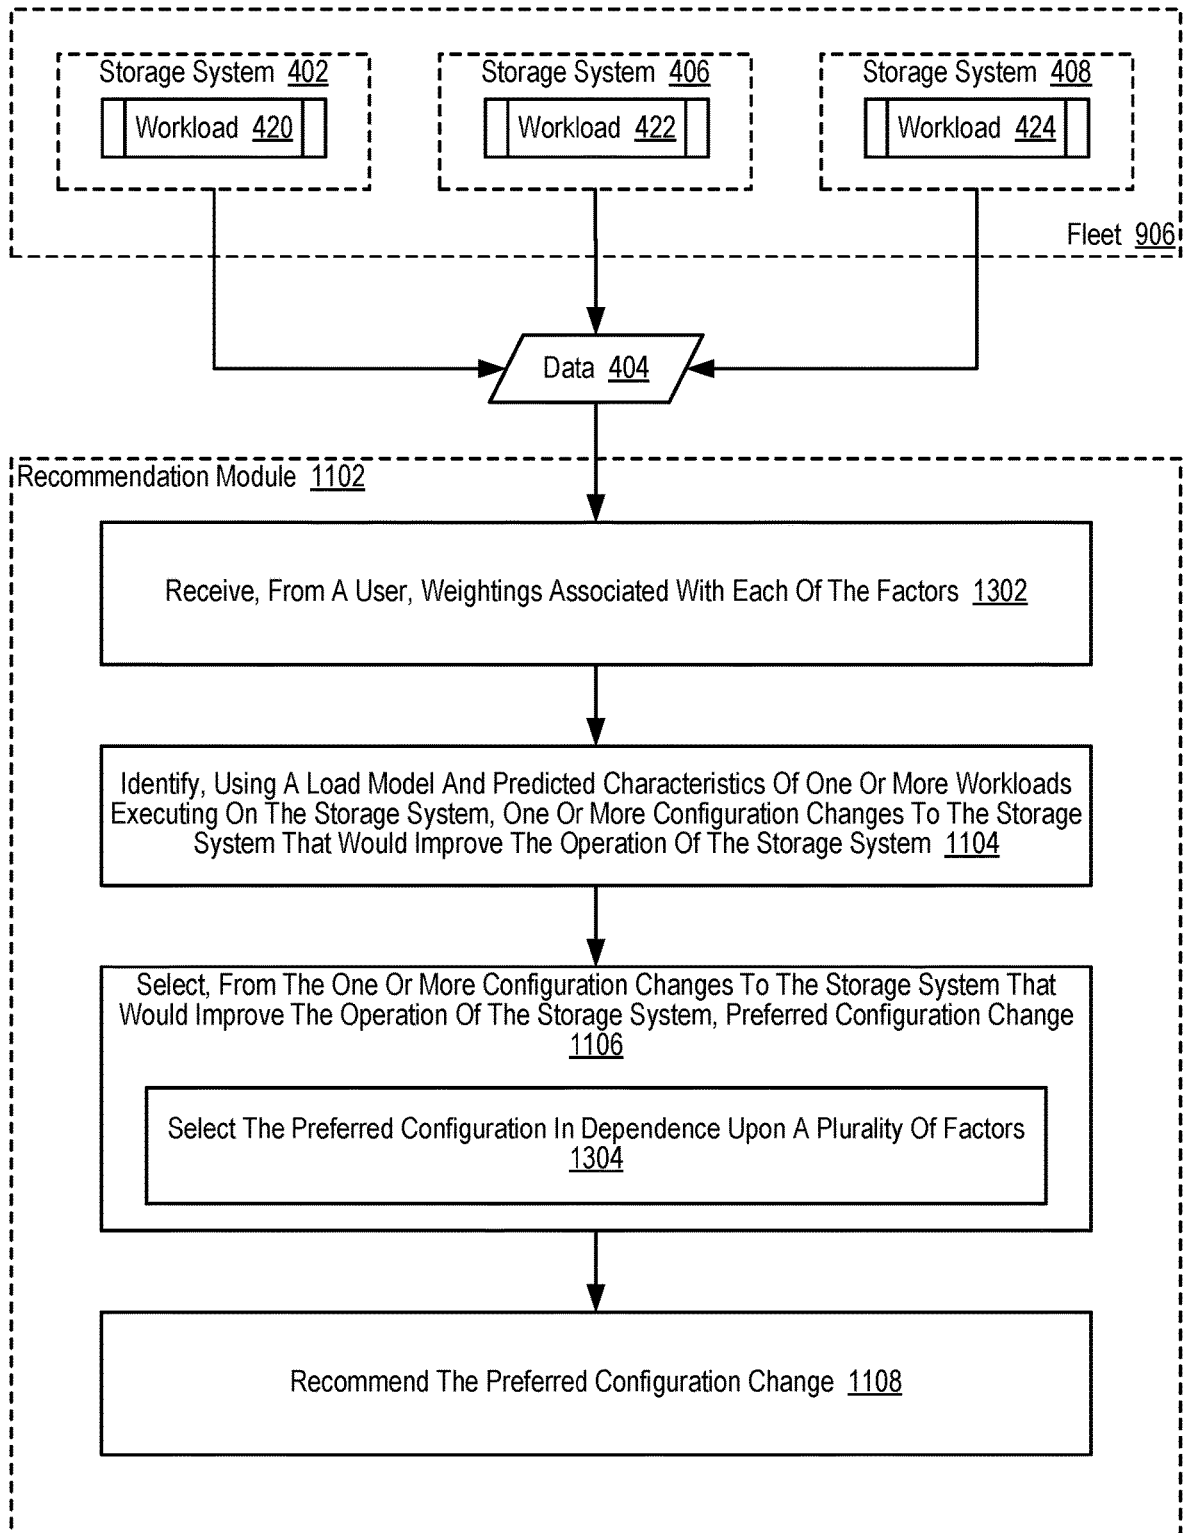 Storage System 402
Workload 420
Storage System 406
Workload 422
Storage System 408
Workload 424
Fleet 906
Data 404
Recommendation Module 1102
Receive, From A User, Weightings Associated With Each Of The Factors 1302
Identify, Using A Load Model And Predicted Characteristics Of One Or More Workloads
Executing On The Storage System, One Or More Configuration Changes To The Storage
System That Would Improve The Operation Of The Storage System 1104
Select, From The One Or More Configuration Changes To The Storage System That
Would Improve The Operation Of The Storage System, Preferred Configuration Change
1106
Select The Preferred Configuration In Dependence Upon A Plurality Of Factors
1304
Recommend The Preferred Configuration Change 1108